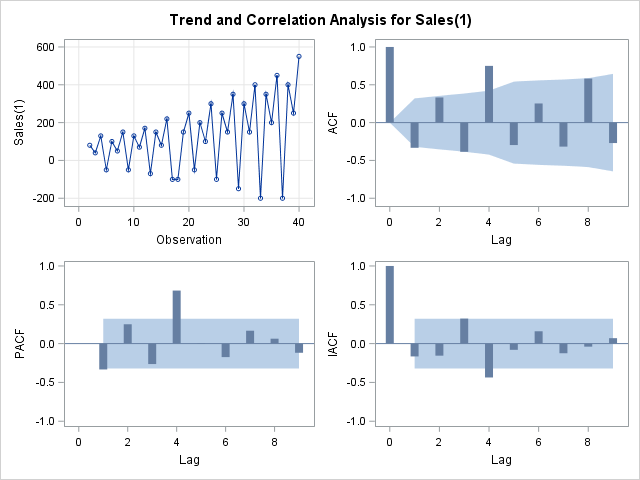 Trend and Correlation Analysis for Sales(1)
600
400
200
0
-200
Sales(1)
0 10 20 30 40
Observation
1.0
0.5
0.0
-0.5
-1.0
ACF
0 2 4 6 8
Lag
1.0
0.5
0.0
-0.5
-1.0
PACF
2 4 6 8
Lag
1.0
0.5
0.0
-0.5
-1.0
IACF
0 2 4 6 8
Lag